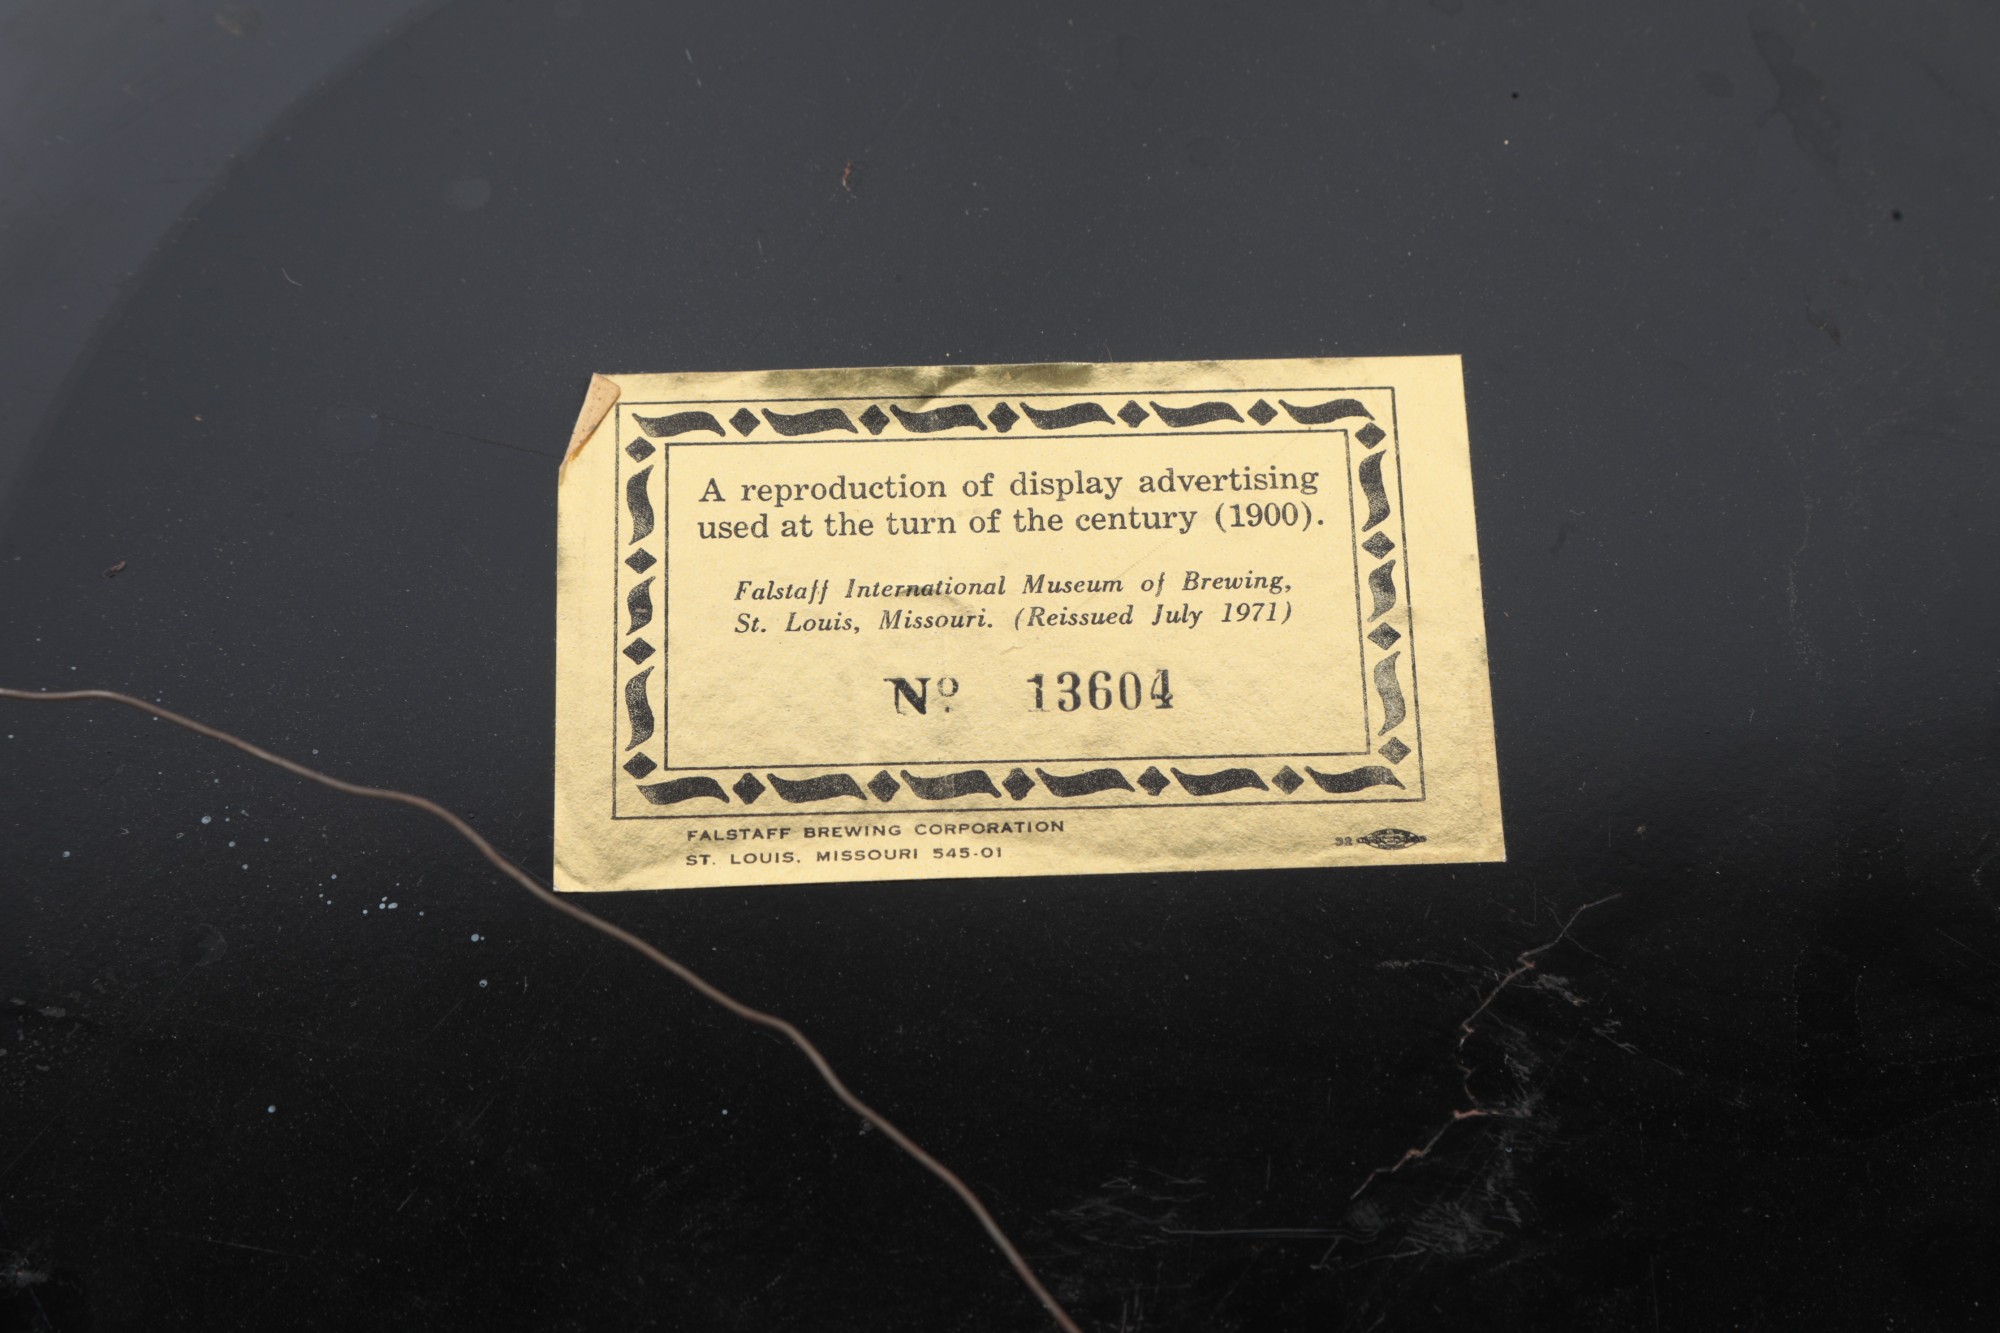 A reproduction of display advertising
used at the turn of the century (1900).
Falstaff International Museum of Brewing,
St. Louis, Missouri. (Reissued July 1971)
Nº 13604
FALSTAFF BREWING CORPORATION
ST. LOUIS, MISSOURI 545-01
32